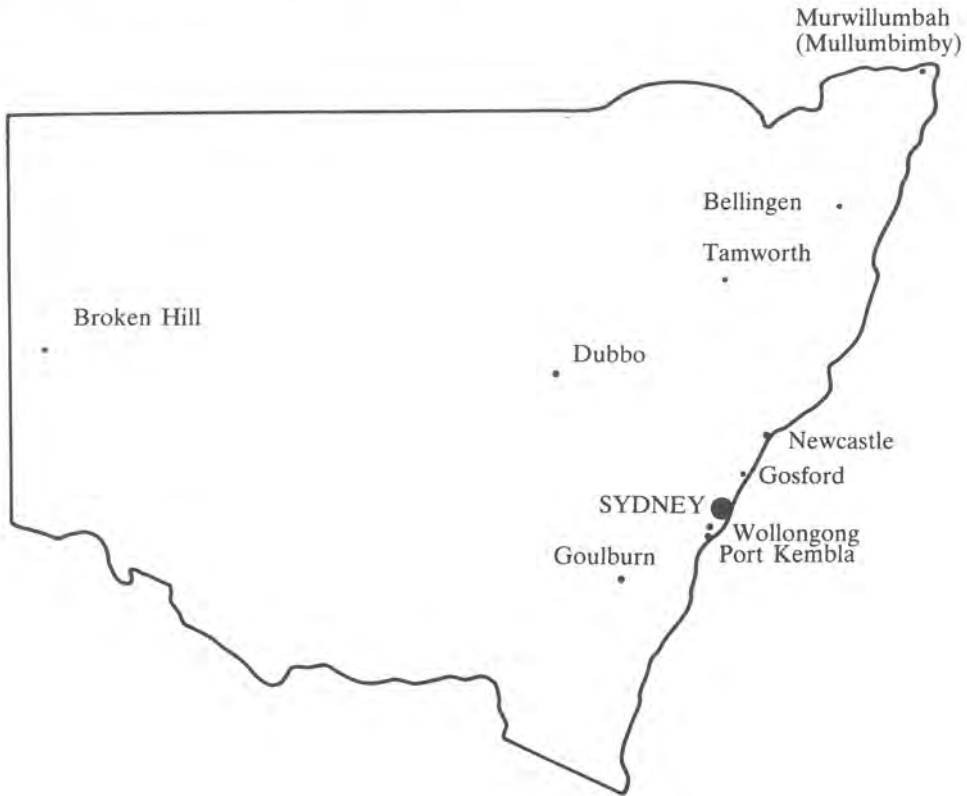 Murwillumbah
(Mullumbimby)
Bellingen
Tamworth
Broken Hill
Dubbo
Newcastle
Gosford
SYDNEY
Wollongong
Port Kembla
Goulburn